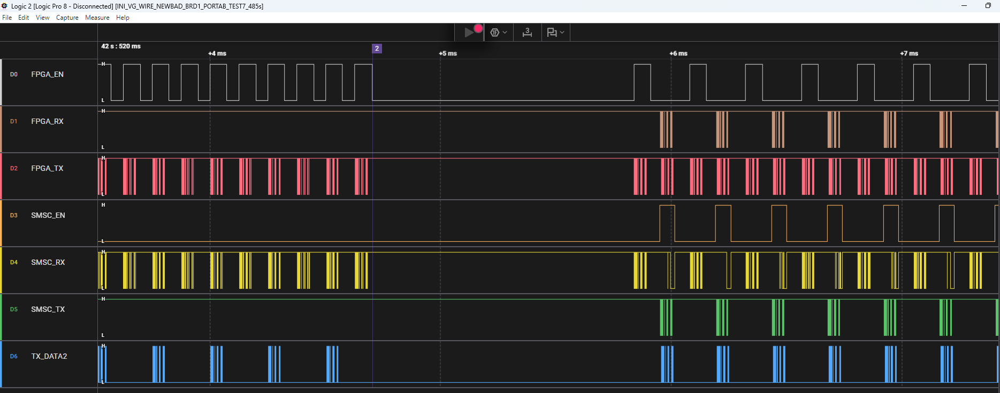 Logic 2 [Logic Pro 8 - Disconnected] [INI_VG_WIRE_NEWBAD_BRD1_PORTAB_TEST7_485s]
File Edit View Capture Measure Help
1F 3
42 s : 520 ms
+4 ms 2 +5 ms +6 ms +7 ms
D0 FPGA_EN H L
D1 FPGA_RX H L
D2 FPGA_TX H L
D3 SMSC_EN H L
D4 SMSC_RX H L
D5 SMSC_TX H L
D6 TX_DATA2 H L